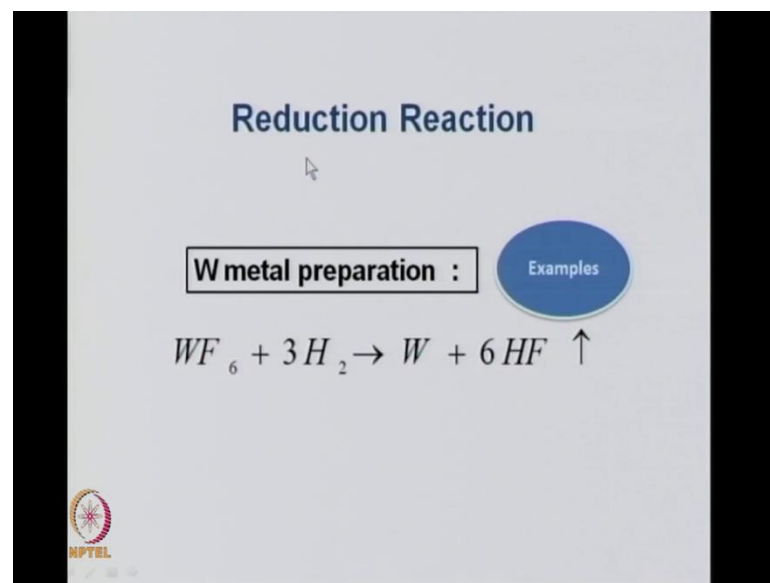 Reduction Reaction
W metal preparation :
Examples
WF₆ + 3H₂ → W + 6HF ↑
NPTEL